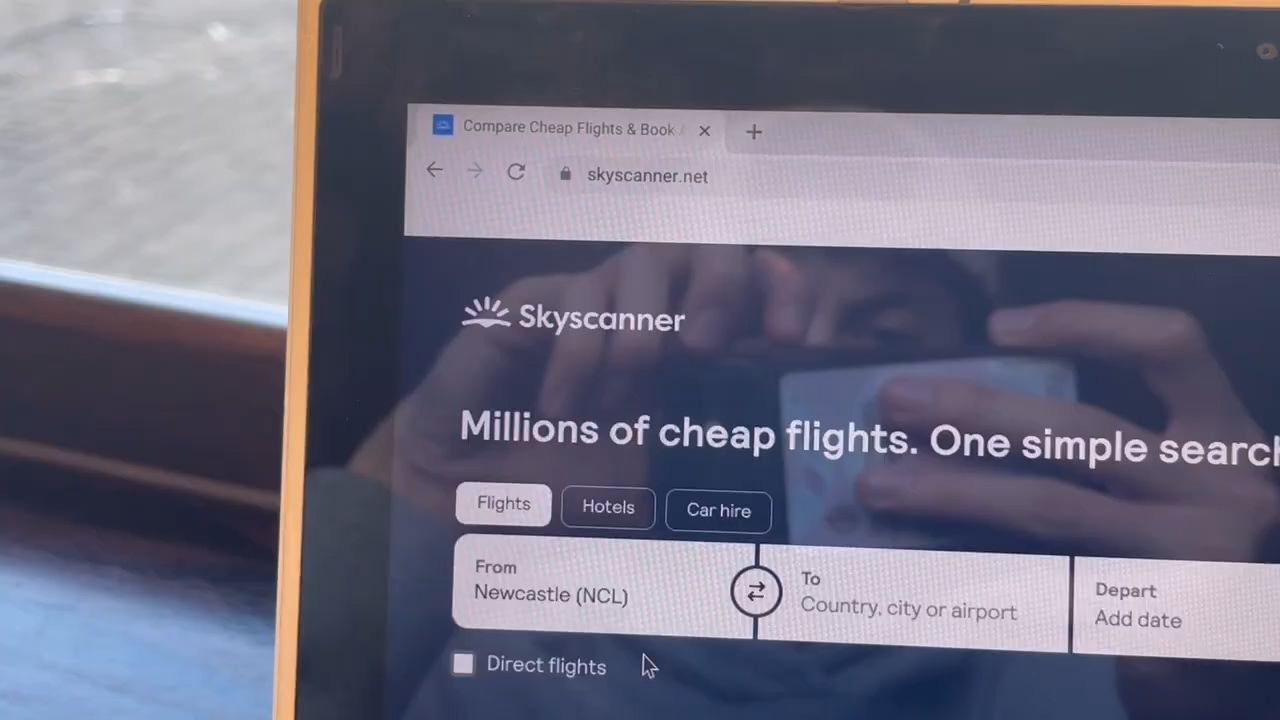 Compare Cheap Flights & Book
skyscanner.net
Skyscanner
Millions of cheap flights. One simple search
Flights Hotels Car hire
From
Newcastle (NCL)
To
Country, city or airport
Depart
Add date
Direct flights